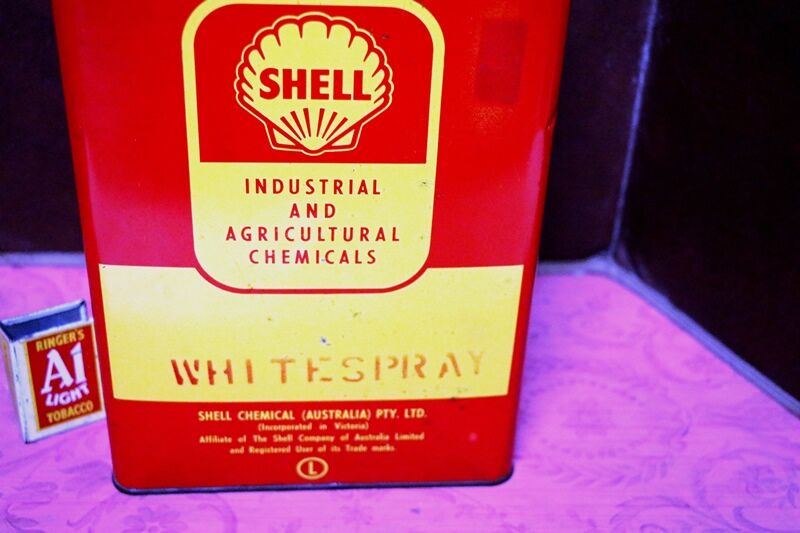 SHELL
INDUSTRIAL
AND
AGRICULTURAL
CHEMICALS
WHITESPRAY
SHELL CHEMICAL (AUSTRALIA) PTY. LTD.
(Incorporated in Victoria)
Affiliate of The Shell Company of Australia Limited
and Registered User of its Trade marks.
L
RINGER'S
A1
LIGHT
TOBACCO